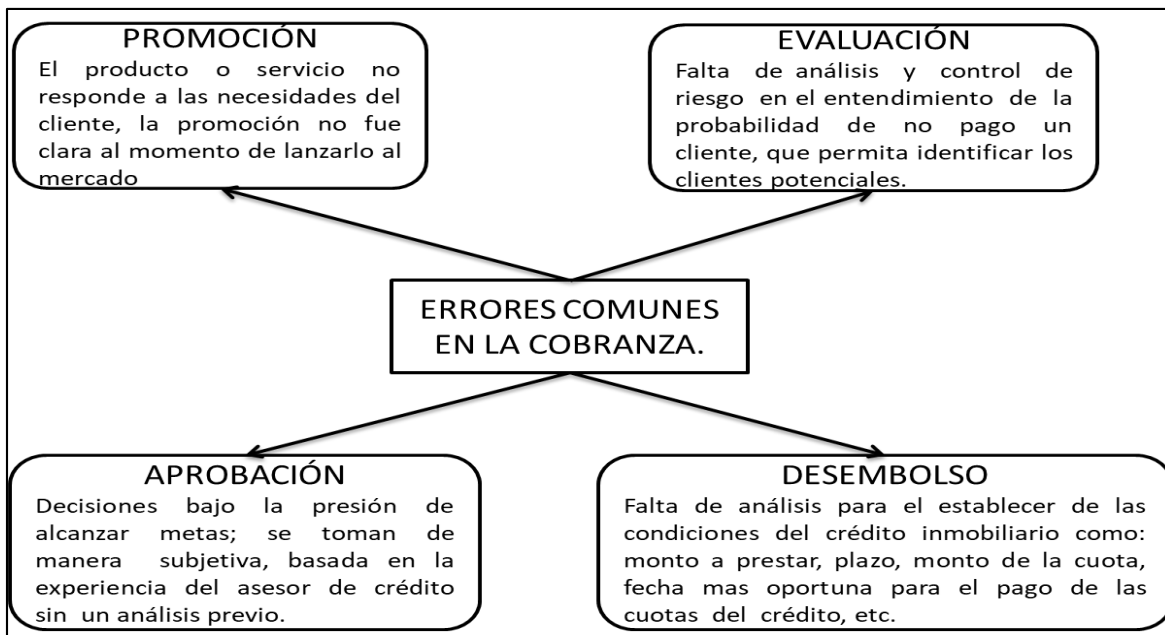 PROMOCIÓN
El producto o servicio no
responde a las necesidades del
cliente, la promoción no fue
clara al momento de lanzarlo al
mercado
EVALUACIÓN
Falta de análisis y control de
riesgo en el entendimiento de la
probabilidad de no pago un
cliente, que permita identificar los
clientes potenciales.
ERRORES COMUNES
EN LA COBRANZA.
APROBACIÓN
Decisiones bajo la presión de
alcanzar metas; se toman de
manera subjetiva, basada en la
experiencia del asesor de crédito
sin un análisis previo.
DESEMBOLSO
Falta de análisis para el establecer de las
condiciones del crédito inmobiliario como:
monto a prestar, plazo, monto de la cuota,
fecha mas oportuna para el pago de las
cuotas del crédito, etc.